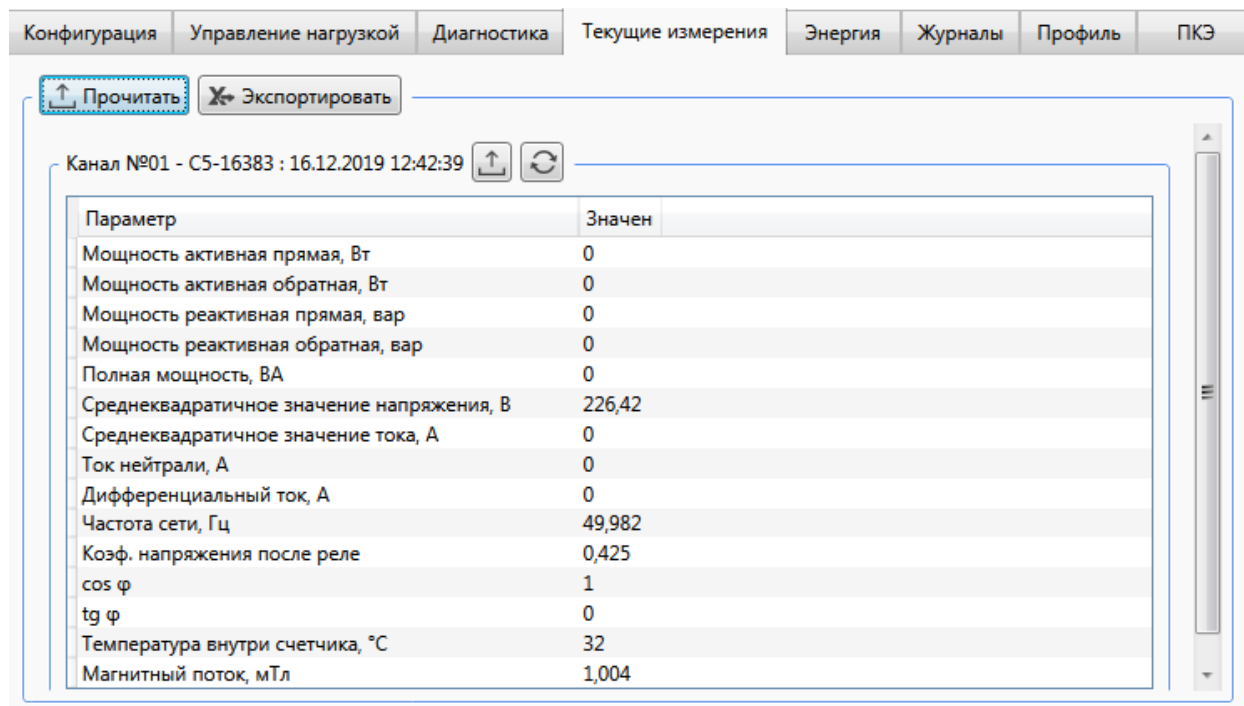 Конфигурация Управление нагрузкой Диагностика Текущие измерения Энергия Журналы Профиль ПКЭ
Прочитать Экспортировать
Канал №01 - C5-16383 : 16.12.2019 12:42:39
Параметр Значен
Мощность активная прямая, Вт 0
Мощность активная обратная, Вт 0
Мощность реактивная прямая, вар 0
Мощность реактивная обратная, вар 0
Полная мощность, ВА 0
Среднеквадратичное значение напряжения, В 226,42
Среднеквадратичное значение тока, А 0
Ток нейтрали, А 0
Дифференциальный ток, А 0
Частота сети, Гц 49,982
Коэф. напряжения после реле 0,425
cos φ 1
tg φ 0
Температура внутри счетчика, °С 32
Магнитный поток, мТл 1,004